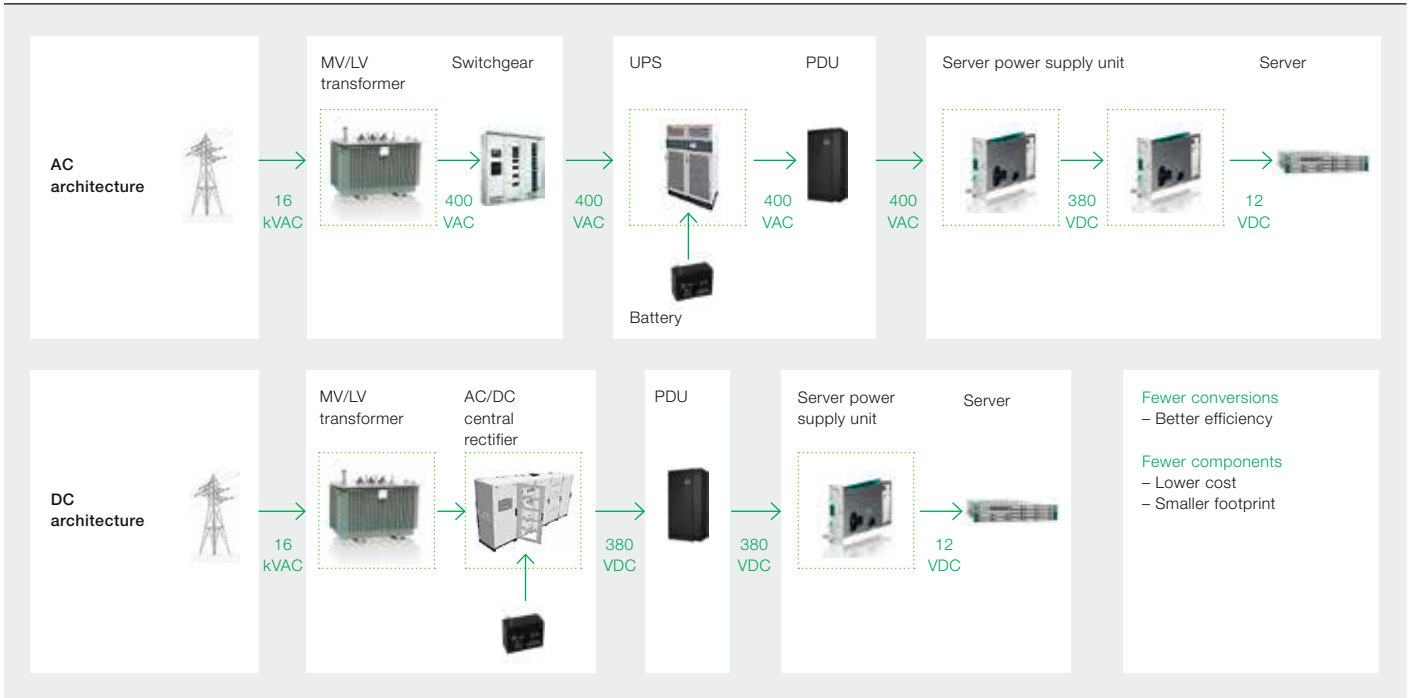 MV/LV
transformer
Switchgear
UPS
PDU
Server power supply unit
Server
AC
architecture
16
kVAC
400
VAC
400
VAC
400
VAC
400
VAC
380
VDC
12
VDC
Battery
MV/LV
transformer
AC/DC
central
rectifier
PDU
Server power
supply unit
Server
DC
architecture
16
kVAC
380
VDC
380
VDC
12
VDC
Fewer conversions
– Better efficiency
Fewer components
– Lower cost
– Smaller footprint